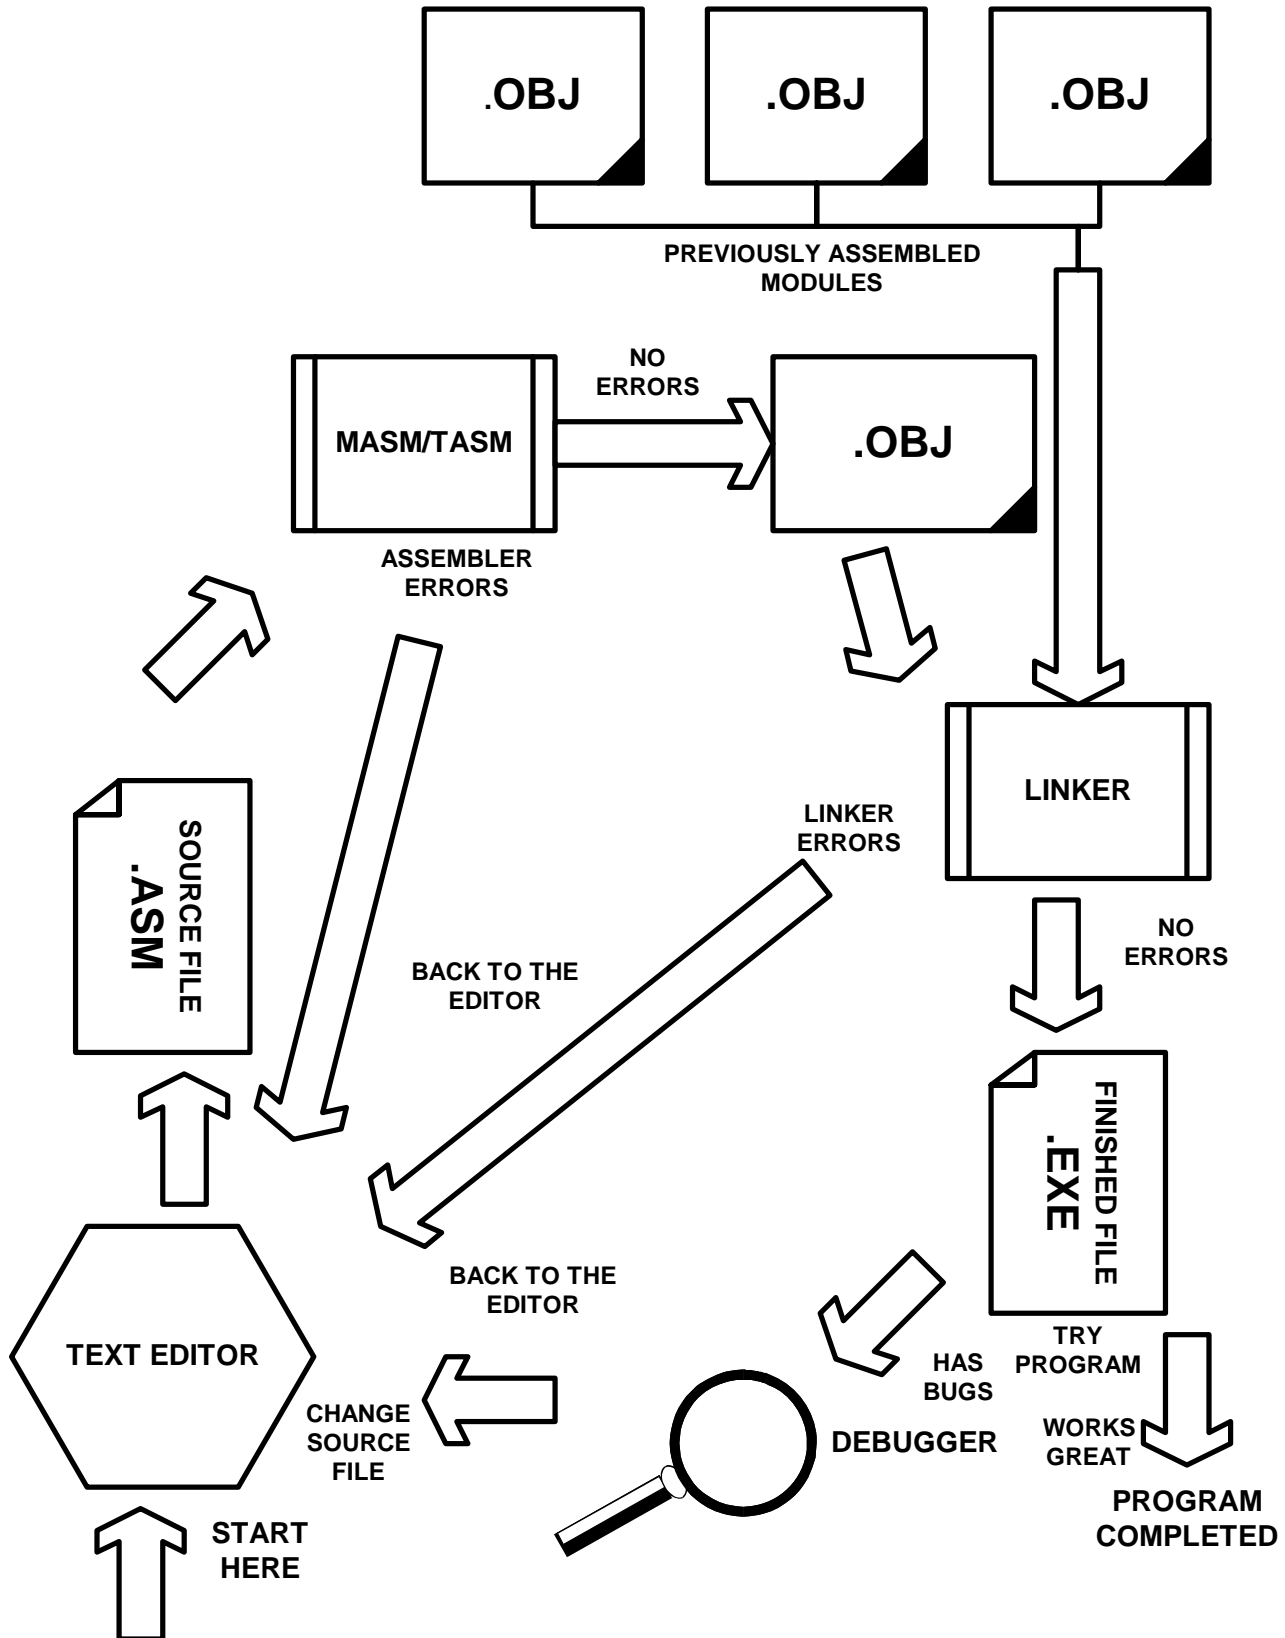 .OBJ
.OBJ
.OBJ
PREVIOUSLY ASSEMBLED
MODULES
NO
ERRORS
MASM/TASM
.OBJ
ASSEMBLER
ERRORS
LINKER
LINKER
ERRORS
SOURCE FILE
.ASM
NO
ERRORS
BACK TO THE
EDITOR
FINISHED FILE
.EXE
BACK TO THE
EDITOR
TEXT EDITOR
TRY
PROGRAM
HAS
BUGS
CHANGE
SOURCE
FILE
DEBUGGER
WORKS
GREAT
PROGRAM
COMPLETED
START
HERE